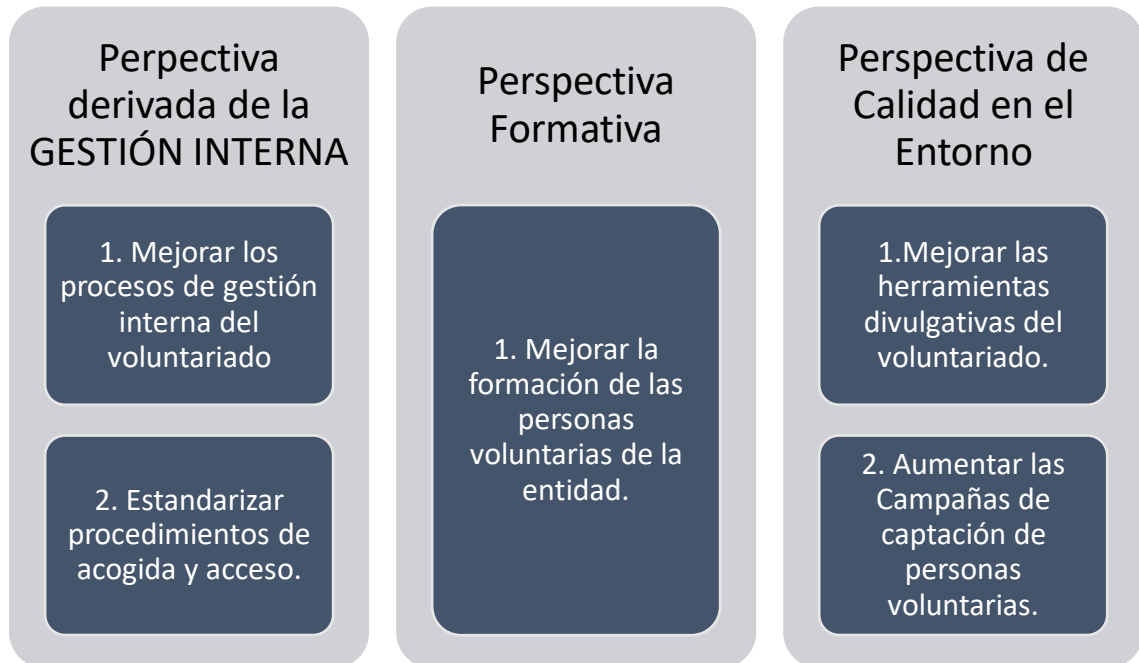 Perpectiva
derivada de la
GESTIÓN INTERNA
1. Mejorar los
procesos de gestión
interna del
voluntariado
2. Estandarizar
procedimientos de
acogida y acceso.
Perspectiva
Formativa
1. Mejorar la
formación de las
personas
voluntarias de la
entidad.
Perspectiva de
Calidad en el
Entorno
1.Mejorar las
herramientas
divulgativas del
voluntariado.
2. Aumentar las
Campañas de
captación de
personas
voluntarias.